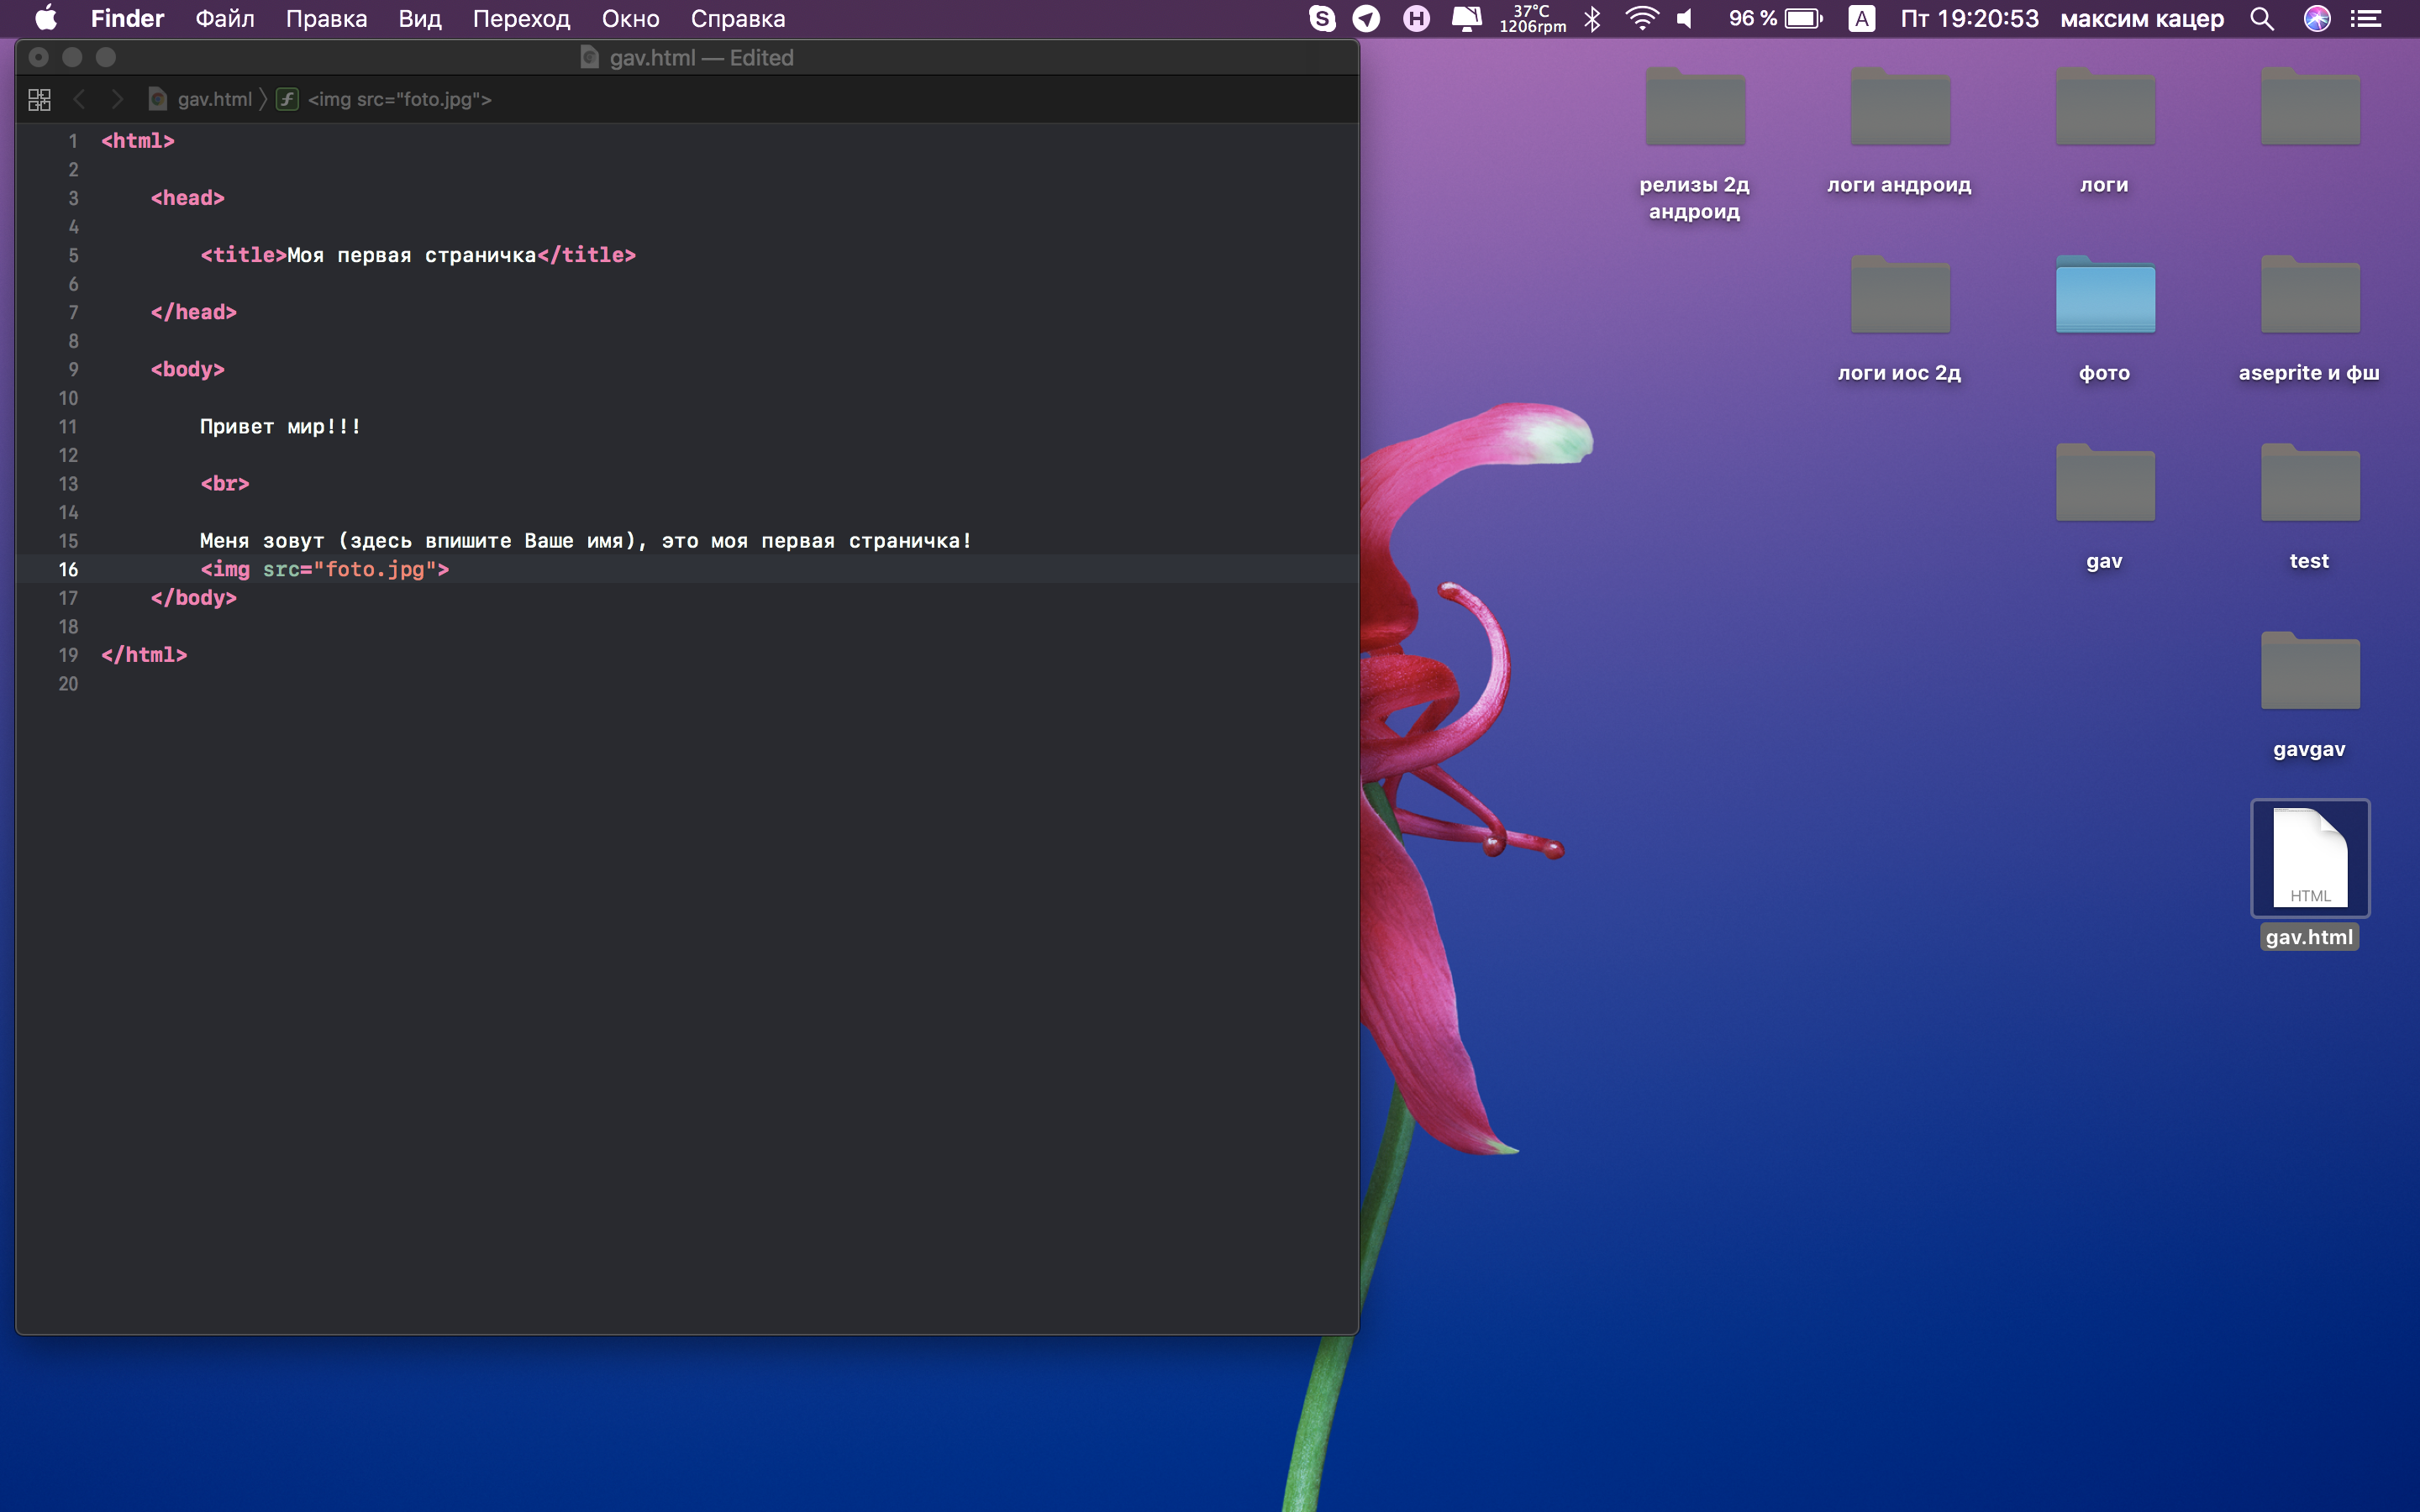 Finder Файл Правка Вид Переход Окно Справка 37°C 1206rpm 96 % A Пт 19:20:53 максим кацер
gav.html — Edited
gav.html 〉 <img src="foto.jpg">
1 <html>
2
3 <head>
4
5 <title>Моя первая страничка</title>
6
7 </head>
8
9 <body>
10
11 Привет мир!!!
12
13 <br>
14
15 Меня зовут (здесь впишите Ваше имя), это моя первая страничка!
16 <img src="foto.jpg">
17 </body>
18
19 </html>
20
релизы 2д
андроид
логи андроид
логи
логи иос 2д
фото
aseprite и фш
gav
test
gavgav
HTML
gav.html